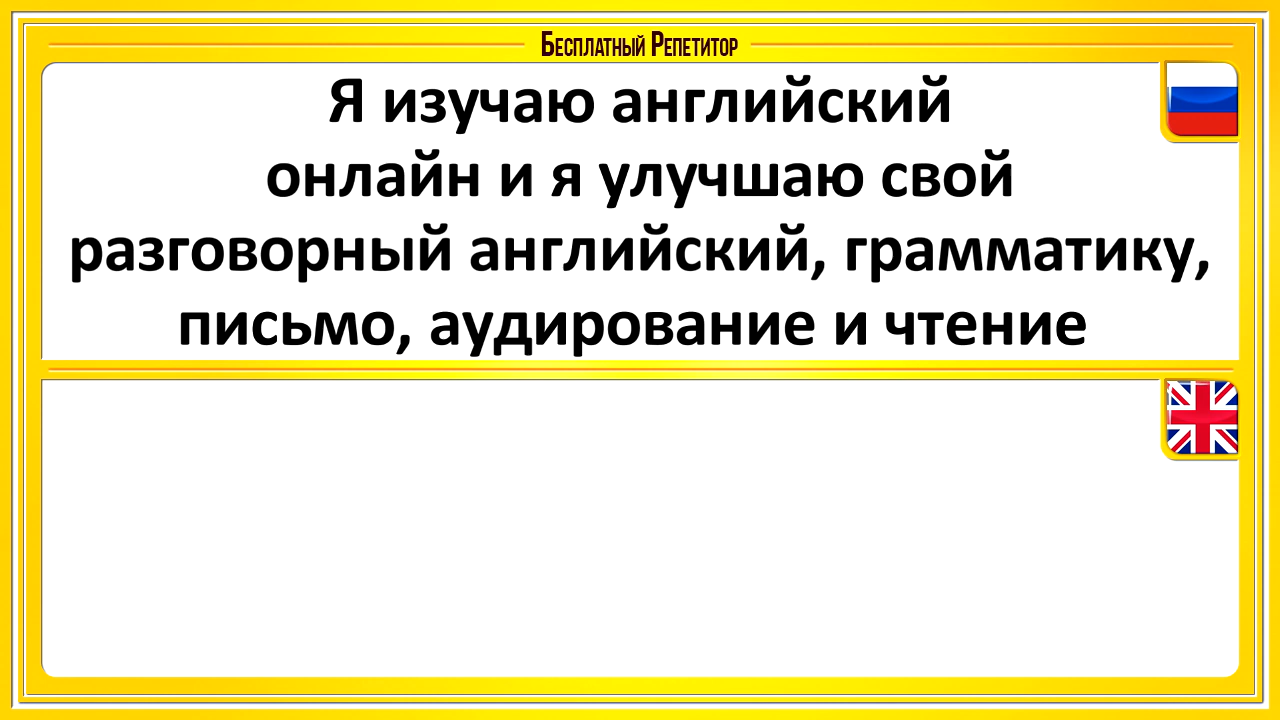 Бесплатный Репетитор
Я изучаю английский
онлайн и я улучшаю свой
разговорный английский, грамматику,
письмо, аудирование и чтение